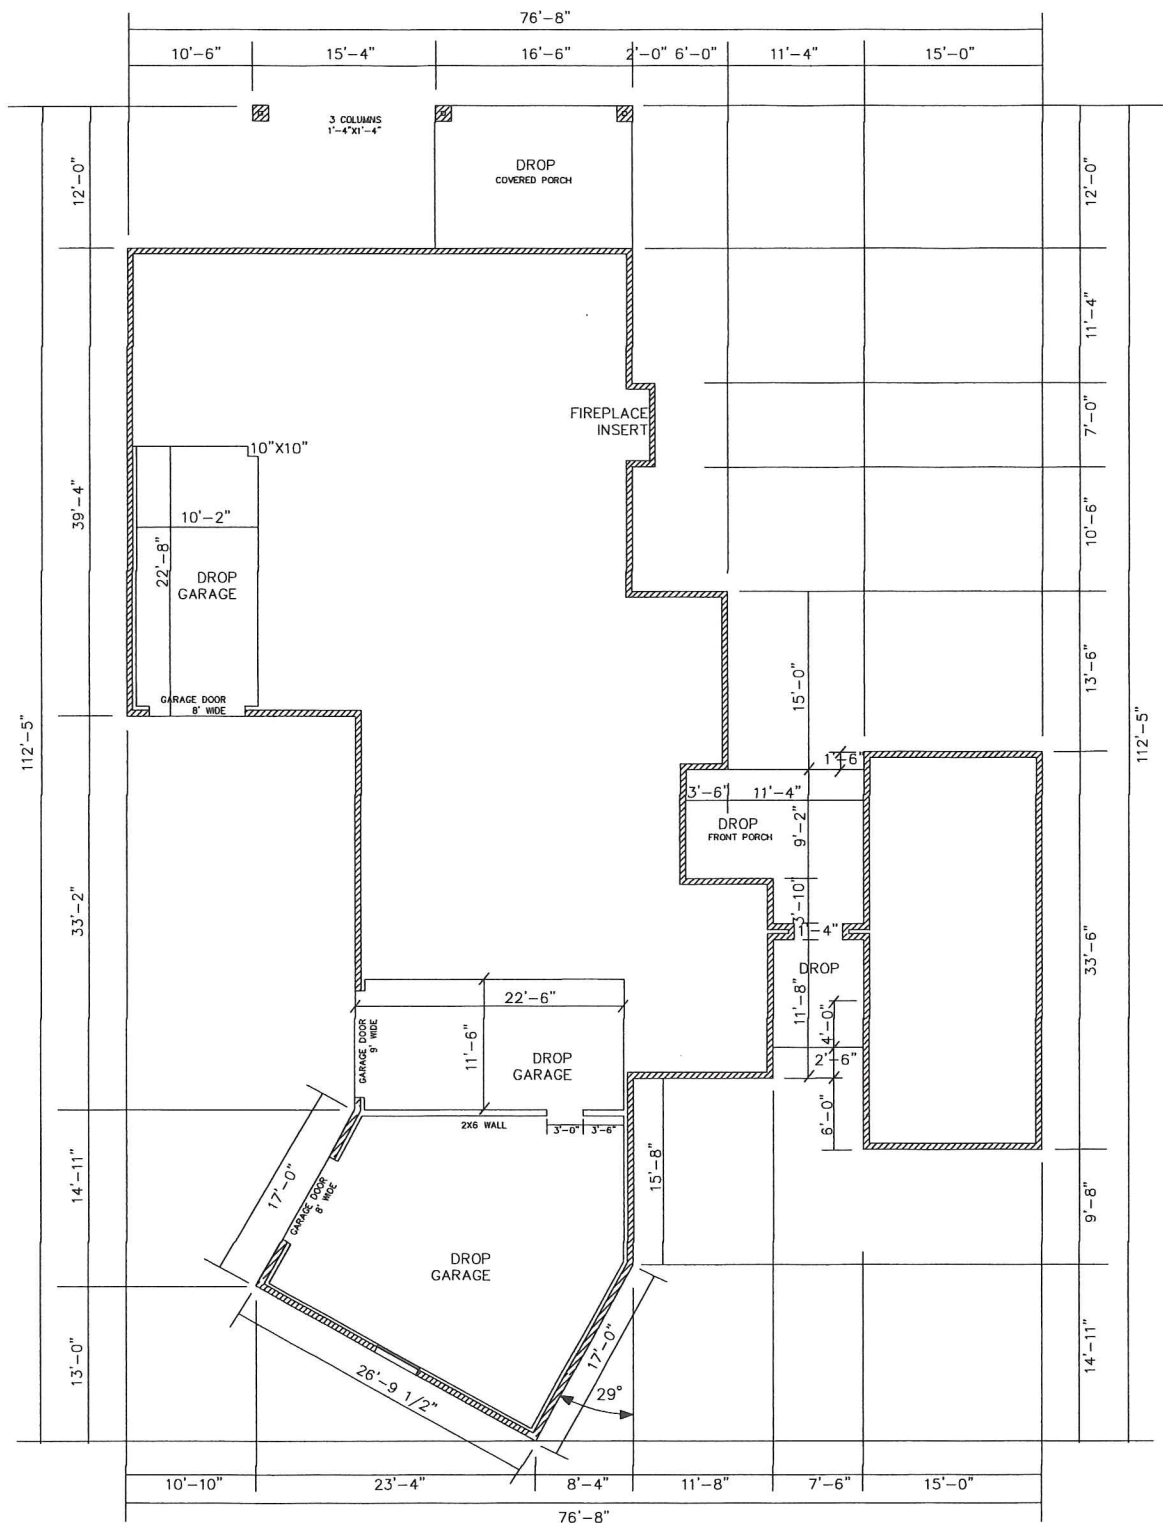 76'-8"
10'-6" 15'-4" 16'-6" 2'-0" 6'-0" 11'-4" 15'-0"
3 COLUMNS
1'-4"X1'-4"
DROP
COVERED PORCH
12'-0"
12'-0"
11'-4"
FIREPLACE
INSERT
7'-0"
10"X10"
39'-4"
10'-2"
22'-8"
10'-6"
DROP
GARAGE
GARAGE DOOR
8' WIDE
15'-0"
13'-6"
112'-5"
112'-5"
1'-6"
3'-6" 11'-4"
DROP
FRONT PORCH
9'-2"
33'-2"
3'-10"
1'-4"
33'-6"
DROP
11'-8"
4'-0"
2'-6"
6'-0"
22'-6"
GARAGE DOOR
9' WIDE
11'-6"
DROP
GARAGE
2X6 WALL
3'-0" 3'-6"
15'-8"
14'-11"
17'-0"
GARAGE DOOR
8' WIDE
9'-8"
DROP
GARAGE
13'-0"
26'-9 1/2"
17'-0"
29°
14'-11"
10'-10" 23'-4" 8'-4" 11'-8" 7'-6" 15'-0"
76'-8"